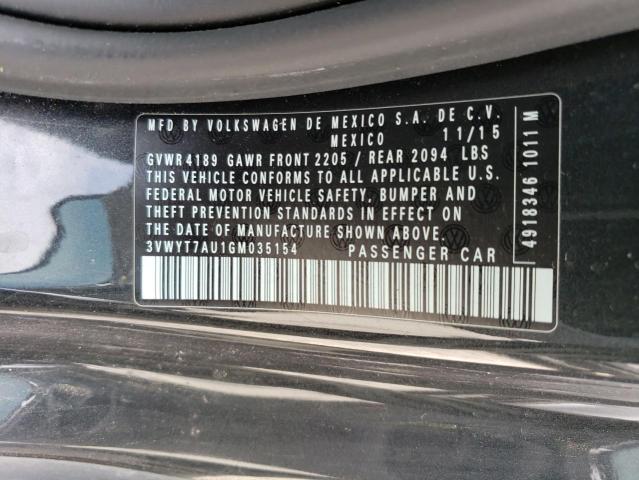 MFD BY VOLKSWAGEN DE MEXICO S.A. DE C.V.
MEXICO 11/15
GVWR 4189 GAWR FRONT 2205 / REAR 2094 LBS
THIS VEHICLE CONFORMS TO ALL APPLICABLE U.S.
FEDERAL MOTOR VEHICLE SAFETY, BUMPER AND
THEFT PREVENTION STANDARDS IN EFFECT ON
THE DATE OF MANUFACTURE SHOWN ABOVE
3VWYT7AU1GM035154 PASSENGER CAR
4918346 1011 M